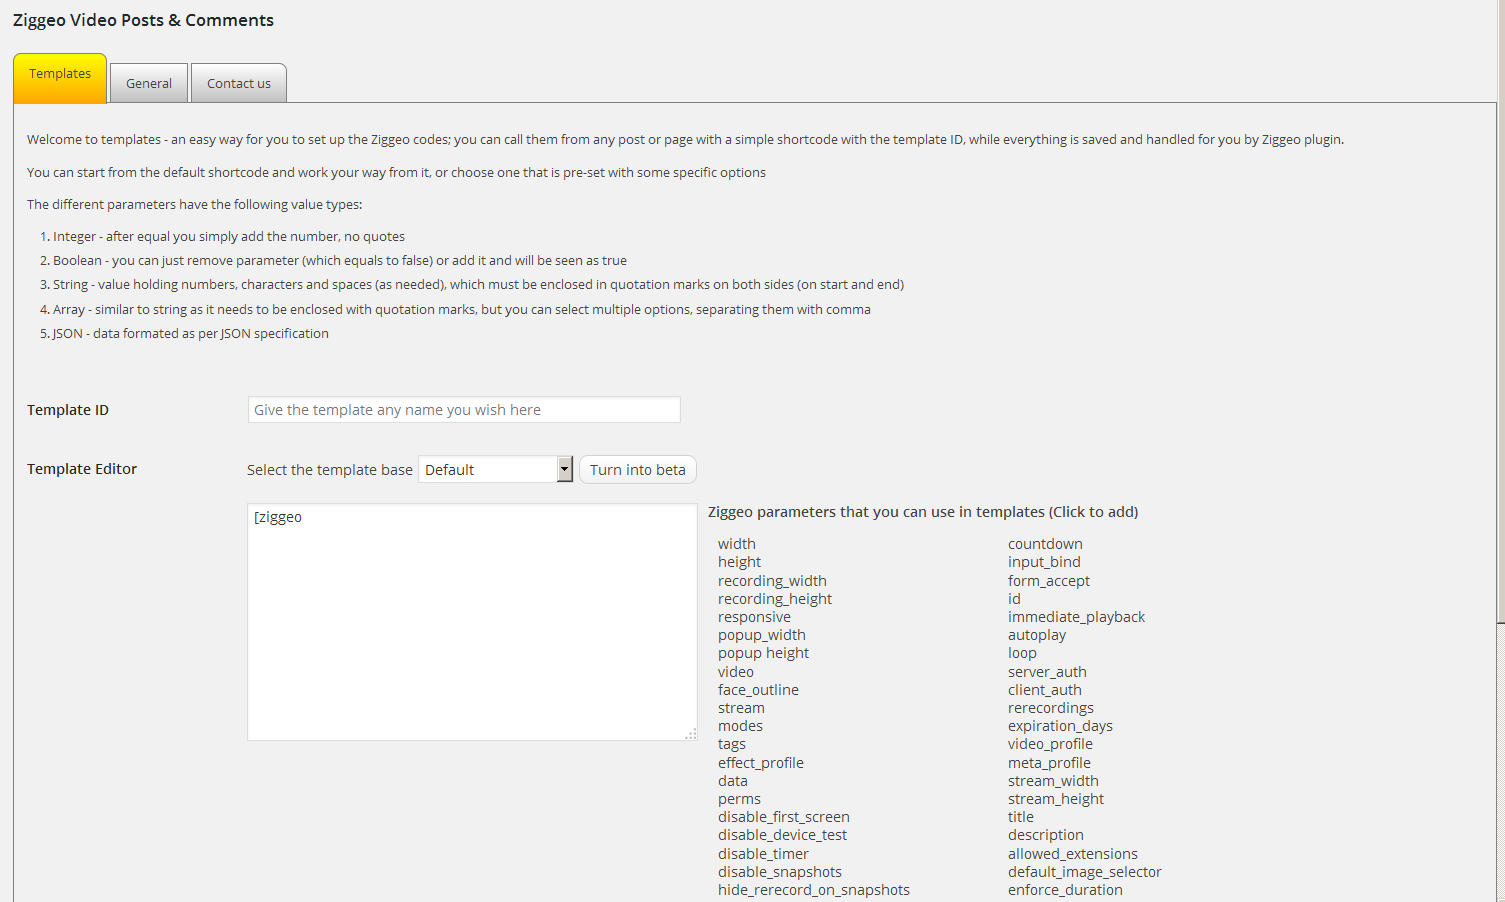 Ziggeo Video Posts & Comments
Templates
General
Contact us
Welcome to templates - an easy way for you to set up the Ziggeo codes; you can call them from any post or page with a simple shortcode with the template ID, while everything is saved and handled for you by Ziggeo plugin.
You can start from the default shortcode and work your way from it, or choose one that is pre-set with some specific options
The different parameters have the following value types:
1. Integer - after equal you simply add the number, no quotes
2. Boolean - you can just remove parameter (which equals to false) or add it and will be seen as true
3. String - value holding numbers, characters and spaces (as needed), which must be enclosed in quotation marks on both sides (on start and end)
4. Array - similar to string as it needs to be enclosed with quotation marks, but you can select multiple options, separating them with comma
5. JSON - data formated as per JSON specification
Template ID
Give the template any name you wish here
Template Editor
Select the template base
Default
Turn into beta
[ziggeo
Ziggeo parameters that you can use in templates (Click to add)
width
height
recording_width
recording_height
responsive
popup_width
popup height
video
face_outline
stream
modes
tags
effect_profile
data
perms
disable_first_screen
disable_device_test
disable_timer
disable_snapshots
hide_rerecord_on_snapshots
countdown
input_bind
form_accept
id
immediate_playback
autoplay
loop
server_auth
client_auth
rerecordings
expiration_days
video_profile
meta_profile
stream_width
stream_height
title
description
allowed_extensions
default_image_selector
enforce_duration